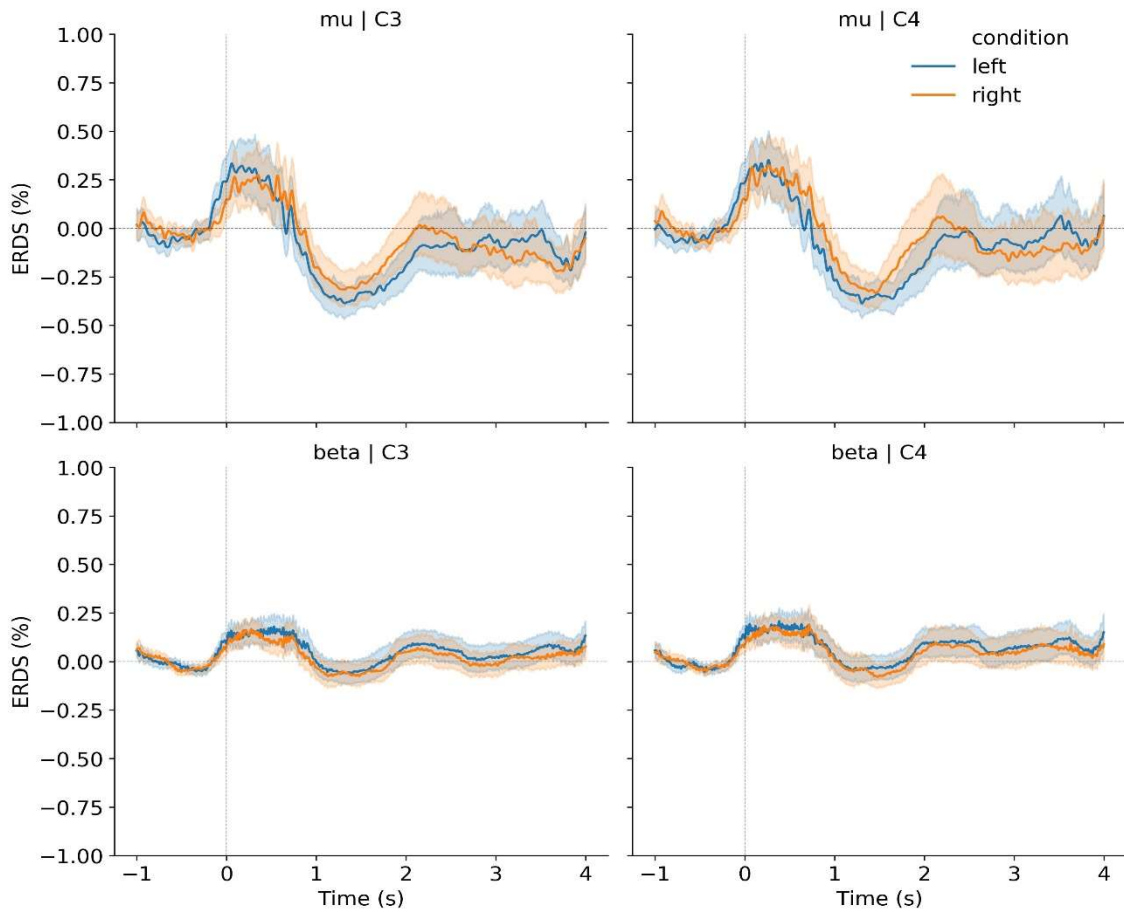 mu | C3
mu | C4
condition
left
right
1.00
0.75
0.50
0.25
0.00
−0.25
−0.50
−0.75
−1.00
ERDS (%)
beta | C3
beta | C4
1.00
0.75
0.50
0.25
0.00
−0.25
−0.50
−0.75
−1.00
ERDS (%)
−1 0 1 2 3 4
−1 0 1 2 3 4
Time (s)
Time (s)